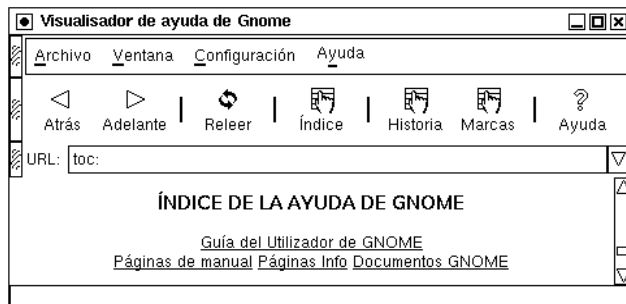 Visualisador de ayuda de Gnome
Archivo Ventana Configuración Ayuda
Atrás Adelante Releer Índice Historia Marcas Ayuda
URL: toc:
ÍNDICE DE LA AYUDA DE GNOME
Guía del Utilizador de GNOME
Páginas de manual Páginas Info Documentos GNOME